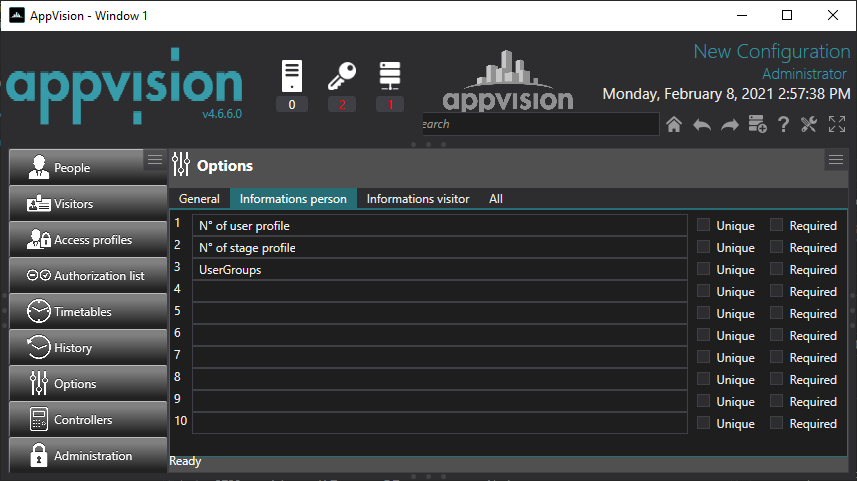 AppVision - Window 1
appvision
v4.6.6.0
0
2
1
appvision
New Configuration
Administrator
Monday, February 8, 2021 2:57:38 PM
earch
People
Visitors
Access profiles
Authorization list
Timetables
History
Options
Controllers
Administration
Options
General Informations person Informations visitor All
1 N° of user profile Unique Required
2 N° of stage profile Unique Required
3 UserGroups Unique Required
4 Unique Required
5 Unique Required
6 Unique Required
7 Unique Required
8 Unique Required
9 Unique Required
10 Unique Required
Ready